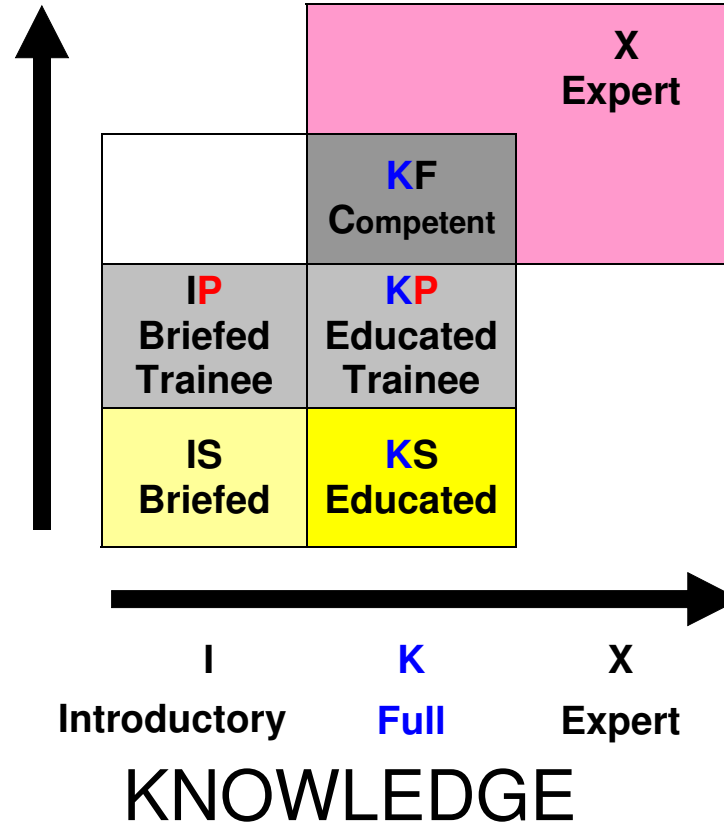 X
Expert
KF
Competent
IP
Briefed
Trainee
KP
Educated
Trainee
IS
Briefed
KS
Educated
I
K
X
Introductory
Full
Expert
KNOWLEDGE